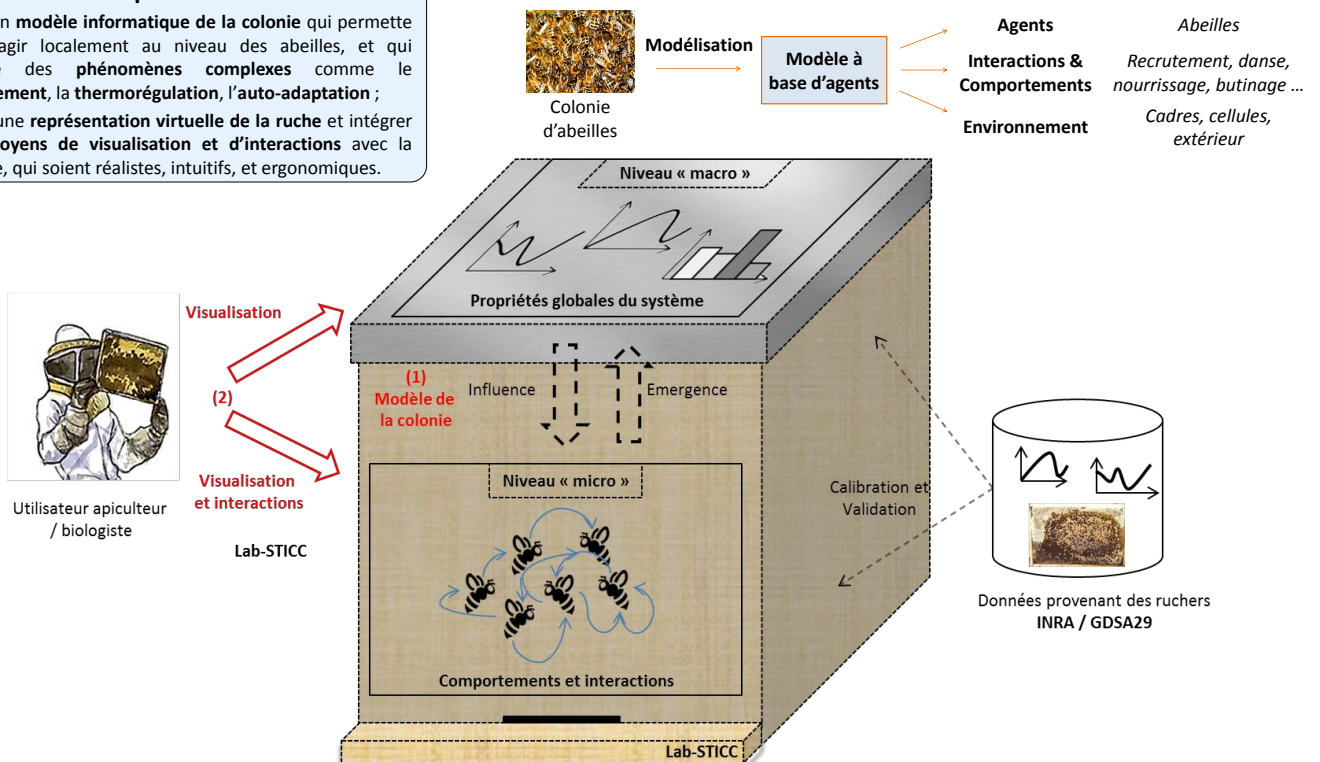 n modèle informatique de la colonie qui permette
agir localement au niveau des abeilles, et qui
des phénomènes complexes comme le
ement, la thermorégulation, l'auto-adaptation ;
une représentation virtuelle de la ruche et intégrer
oyens de visualisation et d'interactions avec la
e, qui soient réalistes, intuitifs, et ergonomiques.
Colonie
d'abeilles
Modélisation
Modèle à
base d'agents
Agents
Abeilles
Interactions &
Comportements
Recrutement, danse,
nourrissage, butinage ...
Environnement
Cadres, cellules,
extérieur
Niveau « macro »
Propriétés globales du système
Visualisation
(2)
Visualisation
et interactions
Utilisateur apiculteur
/ biologiste
Lab-STICC
(1)
Modèle de
la colonie
Influence
Emergence
Niveau « micro »
Comportements et interactions
Lab-STICC
Calibration et
Validation
Données provenant des ruchers
INRA / GDSA29